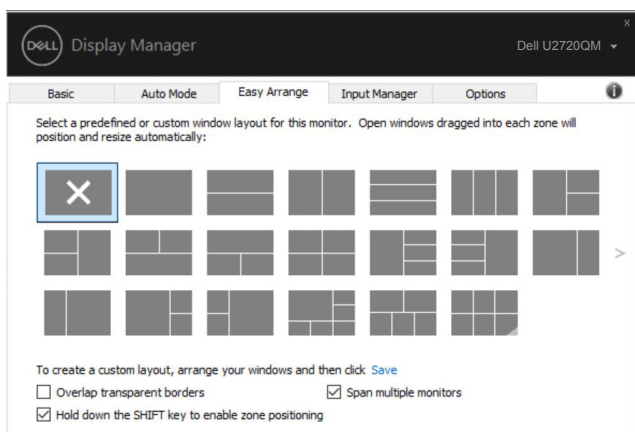 x
DELL Display Manager
Dell U2720QM
Basic Auto Mode Easy Arrange Input Manager Options
Select a predefined or custom window layout for this monitor. Open windows dragged into each zone will
position and resize automatically:
>
To create a custom layout, arrange your windows and then click Save
Overlap transparent borders
Span multiple monitors
Hold down the SHIFT key to enable zone positioning